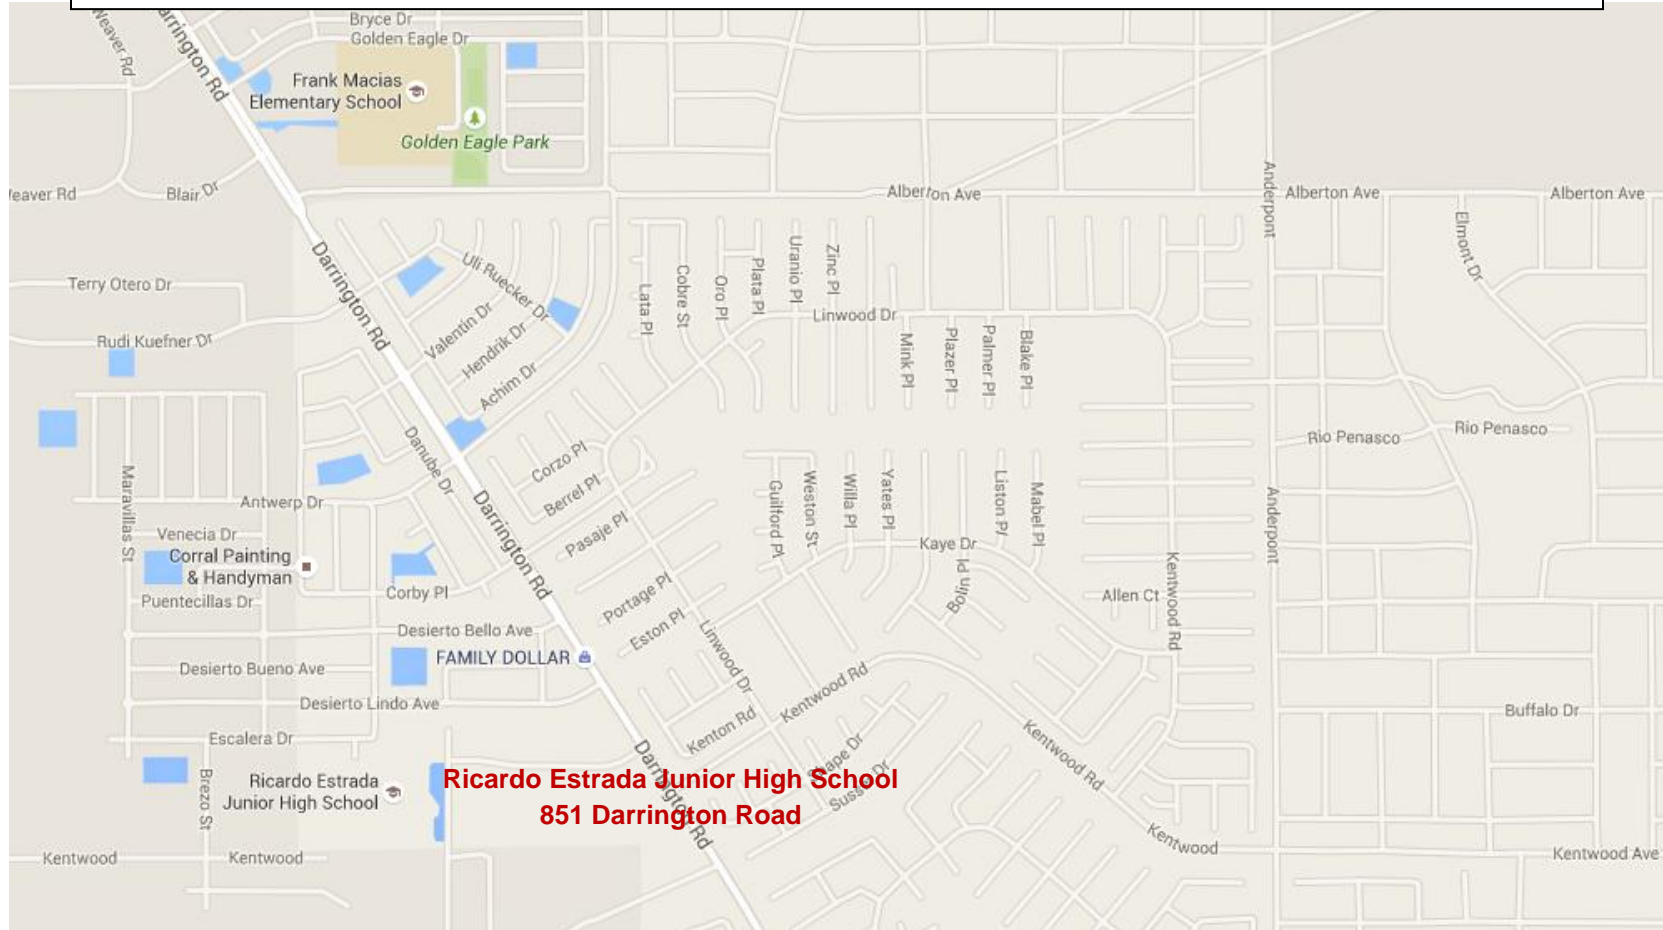 Bryce Dr
Golden Eagle Dr
Weaver Rd
Darrington Rd
Frank Macias
Elementary School
Golden Eagle Park
Weaver Rd
Blair Dr
Alberton Ave
Anderpont
Alberton Ave
Alberton Ave
Elmont Dr
Darrington Rd
Uli Ruecker Dr
Terry Otero Dr
Rudi Kuefner Dr
Valentin Dr
Hendrik Dr
Achim Dr
Lata Pl
Cobre St
Oro Pl
Plata Pl
Uranio Pl
Zinc Pl
Linwood Dr
Mink Pl
Plazer Pl
Palmer Pl
Blake Pl
Rio Penasco
Rio Penasco
Danube Dr
Corzo Pl
Berrel Pl
Pasaje Pl
Maravillas St
Antwerp Dr
Venecia Dr
Corral Painting
& Handyman
Puentecillas Dr
Corby Pl
Darrington Rd
Guilford Pl
Weston St
Willa Pl
Yates Pl
Kaye Dr
Liston Pl
Mabel Pl
Bolin Pl
Anderpont
Kentwood Rd
Allen Ct
Portage Pl
Eston Pl
Linwood Dr
Desierto Bello Ave
FAMILY DOLLAR
Desierto Bueno Ave
Desierto Lindo Ave
Kentwood Rd
Kenton Rd
Kentwood Rd
Buffalo Dr
Escalera Dr
Brezo St
Ricardo Estrada
Junior High School
Darrington Rd
Shape Dr
Ricardo Estrada Junior High School
851 Darrington Road
Kentwood
Kentwood
Kentwood
Kentwood Ave